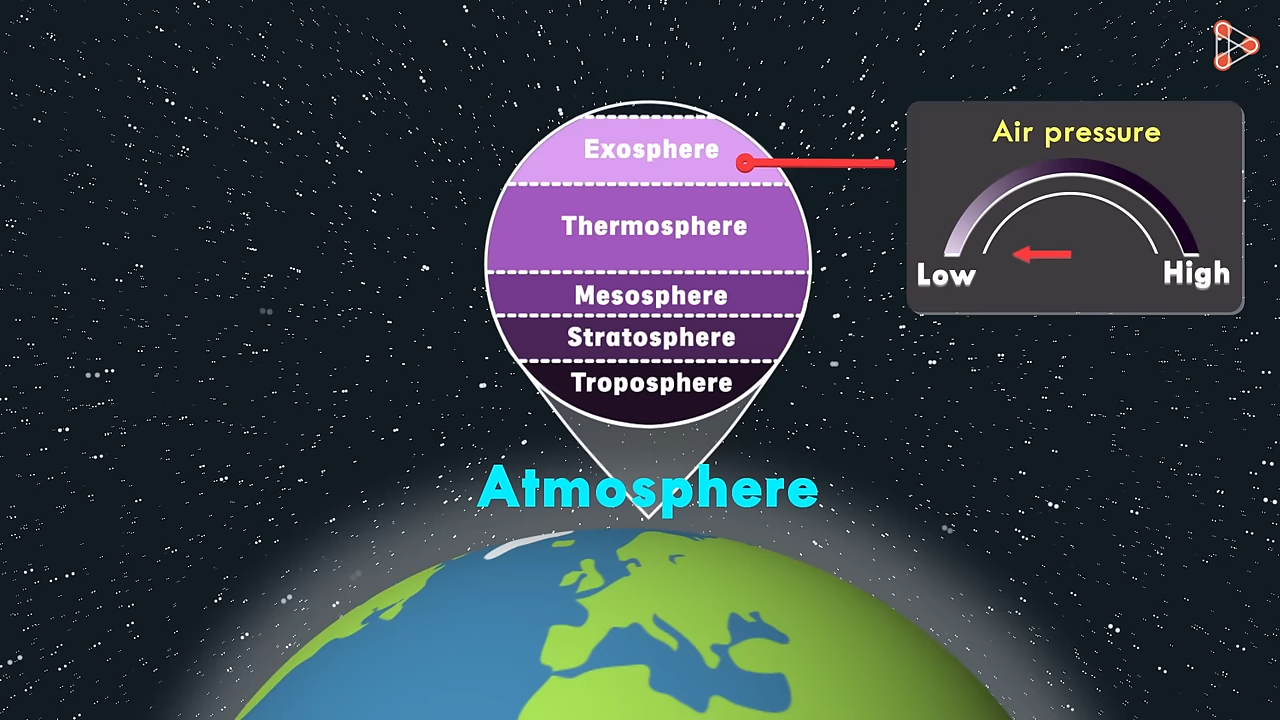 Air pressure
Low
High
Exosphere
Thermosphere
Mesosphere
Stratosphere
Troposphere
Atmosphere